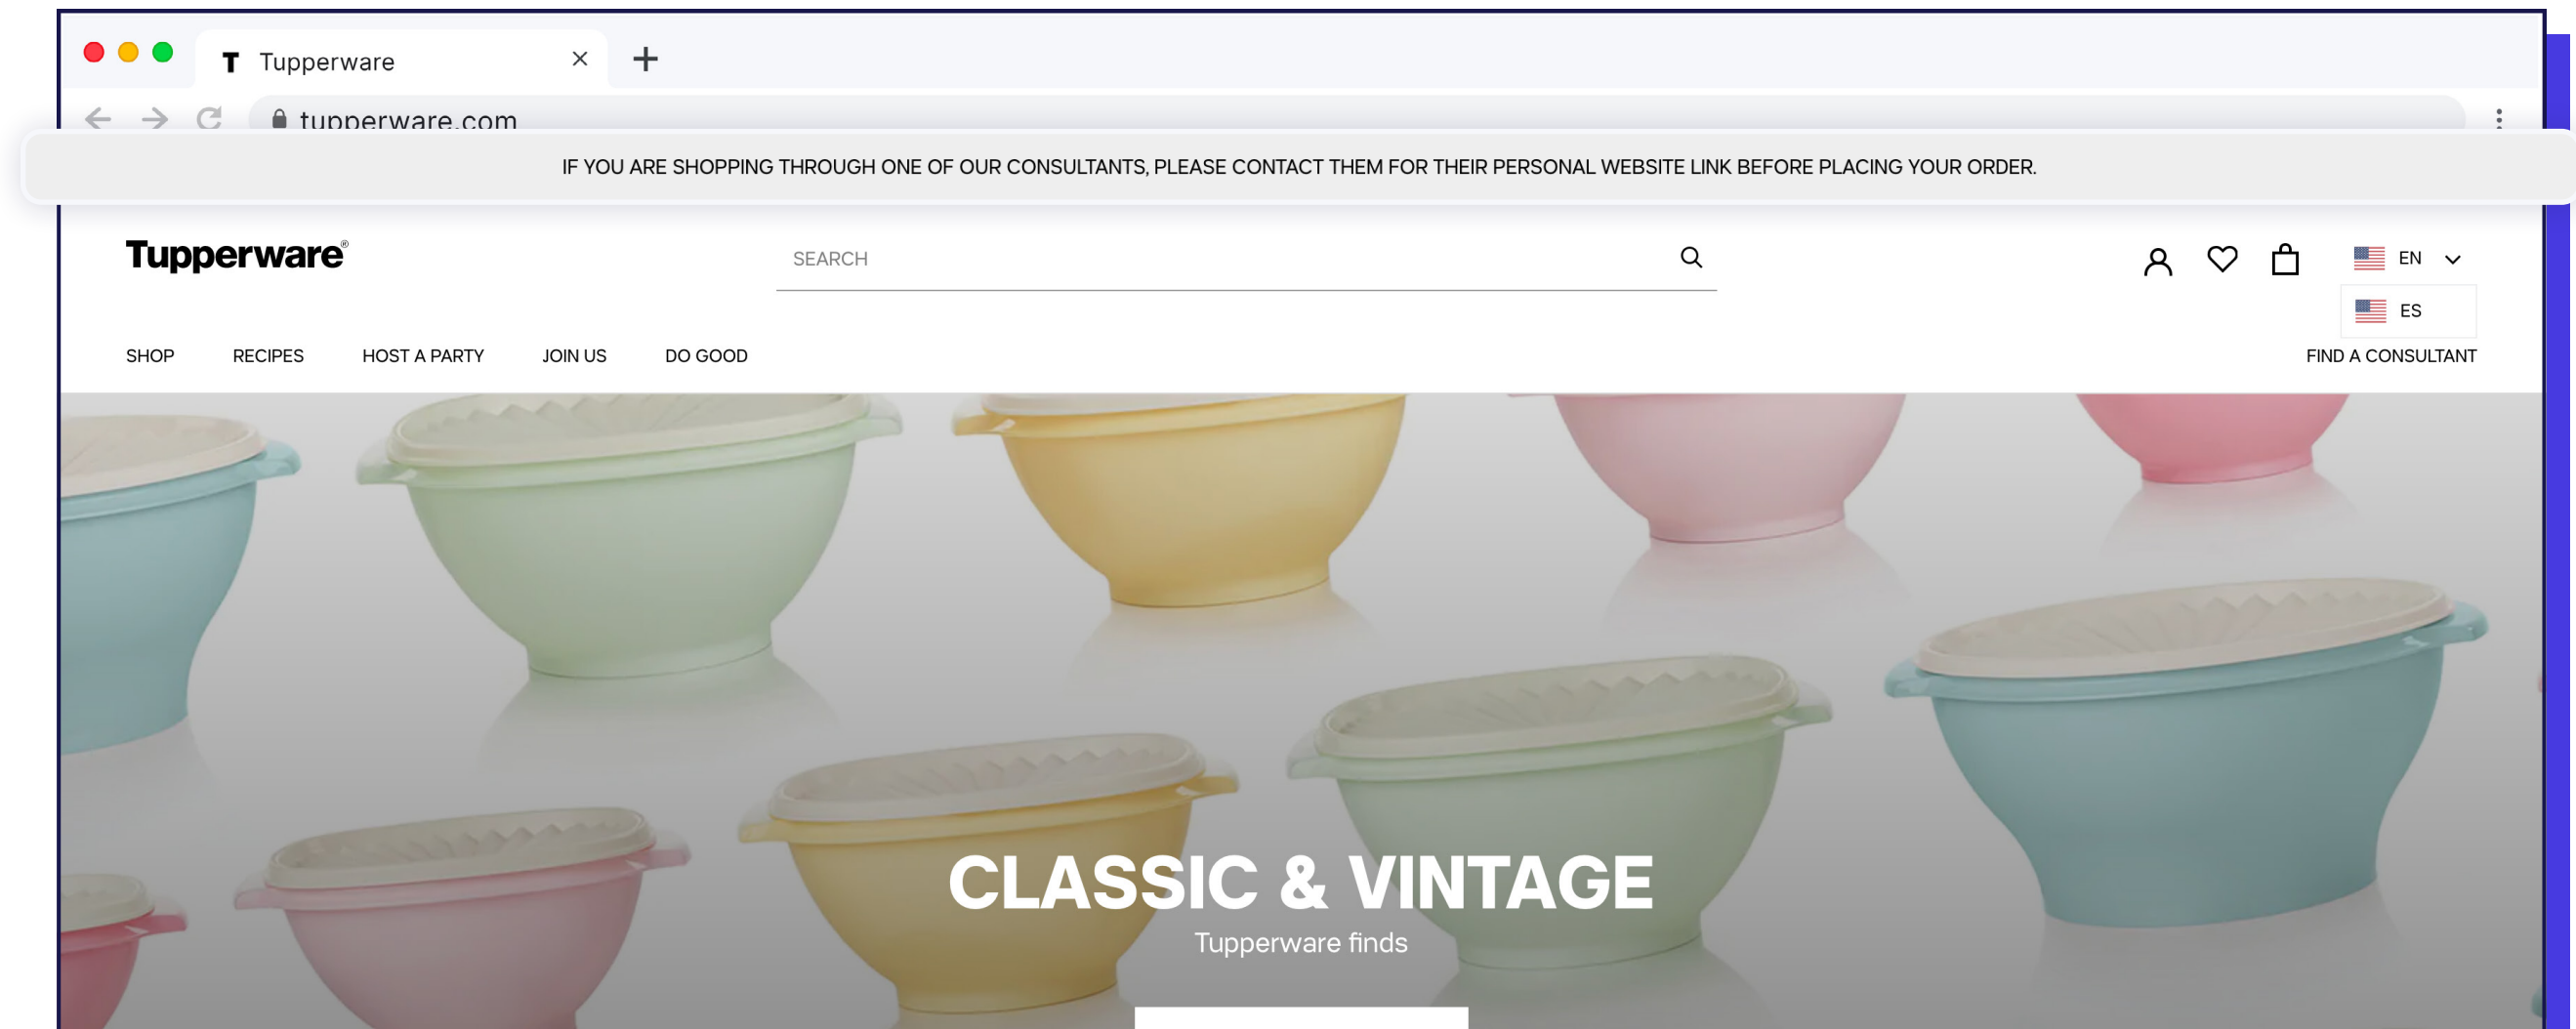 Tupperware
tupperware.com
IF YOU ARE SHOPPING THROUGH ONE OF OUR CONSULTANTS, PLEASE CONTACT THEM FOR THEIR PERSONAL WEBSITE LINK BEFORE PLACING YOUR ORDER.
Tupperware®
SEARCH
EN
ES
SHOP RECIPES HOST A PARTY JOIN US DO GOOD FIND A CONSULTANT
CLASSIC & VINTAGE
Tupperware finds